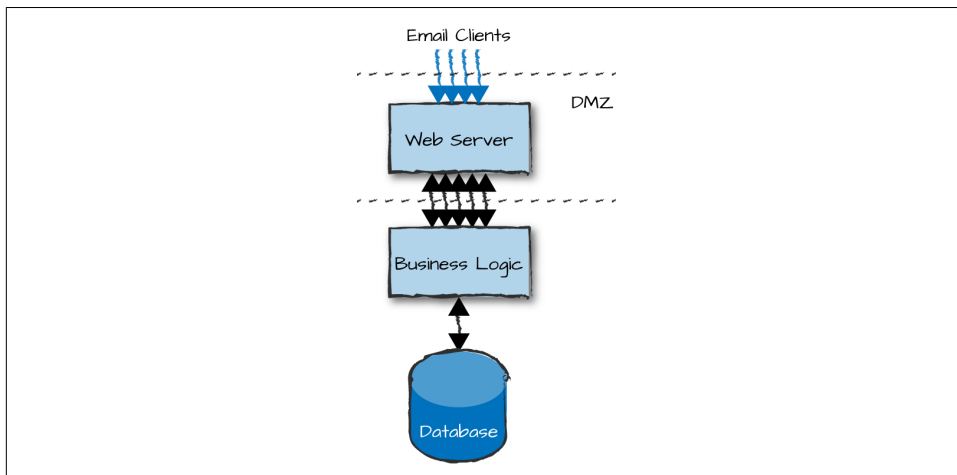 Email Clients
DMZ
Web Server
Business Logic
Database